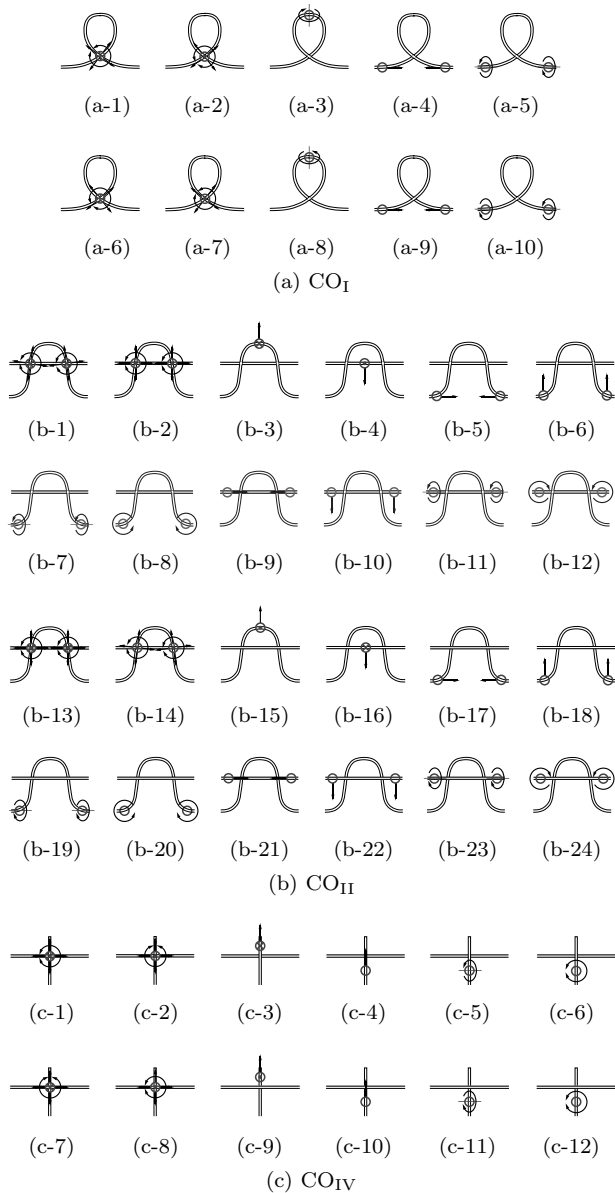 (a-1) (a-2) (a-3) (a-4) (a-5)
(a-6) (a-7) (a-8) (a-9) (a-10)
(a) CO_I
(b-1) (b-2) (b-3) (b-4) (b-5) (b-6)
(b-7) (b-8) (b-9) (b-10) (b-11) (b-12)
(b-13) (b-14) (b-15) (b-16) (b-17) (b-18)
(b-19) (b-20) (b-21) (b-22) (b-23) (b-24)
(b) CO_II
(c-1) (c-2) (c-3) (c-4) (c-5) (c-6)
(c-7) (c-8) (c-9) (c-10) (c-11) (c-12)
(c) CO_IV